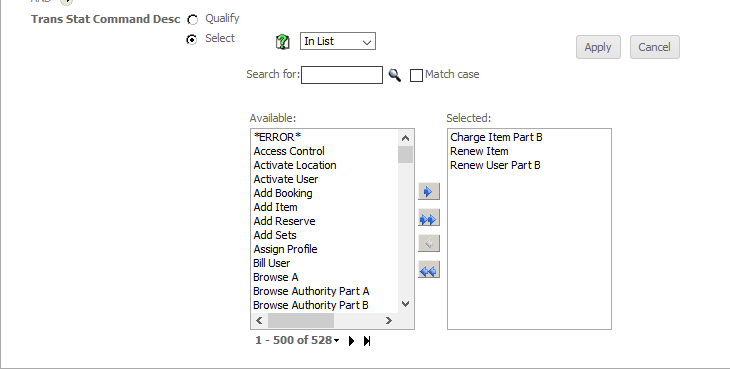 AND
Trans Stat Command Desc Qualify
Select In List
Apply Cancel
Search for: Match case
Available: Selected:
*ERROR*
Access Control
Activate Location
Activate User
Add Booking
Add Item
Add Reserve
Add Sets
Assign Profile
Bill User
Browse A
Browse Authority Part A
Browse Authority Part B
Charge Item Part B
Renew Item
Renew User Part B
1 - 500 of 528